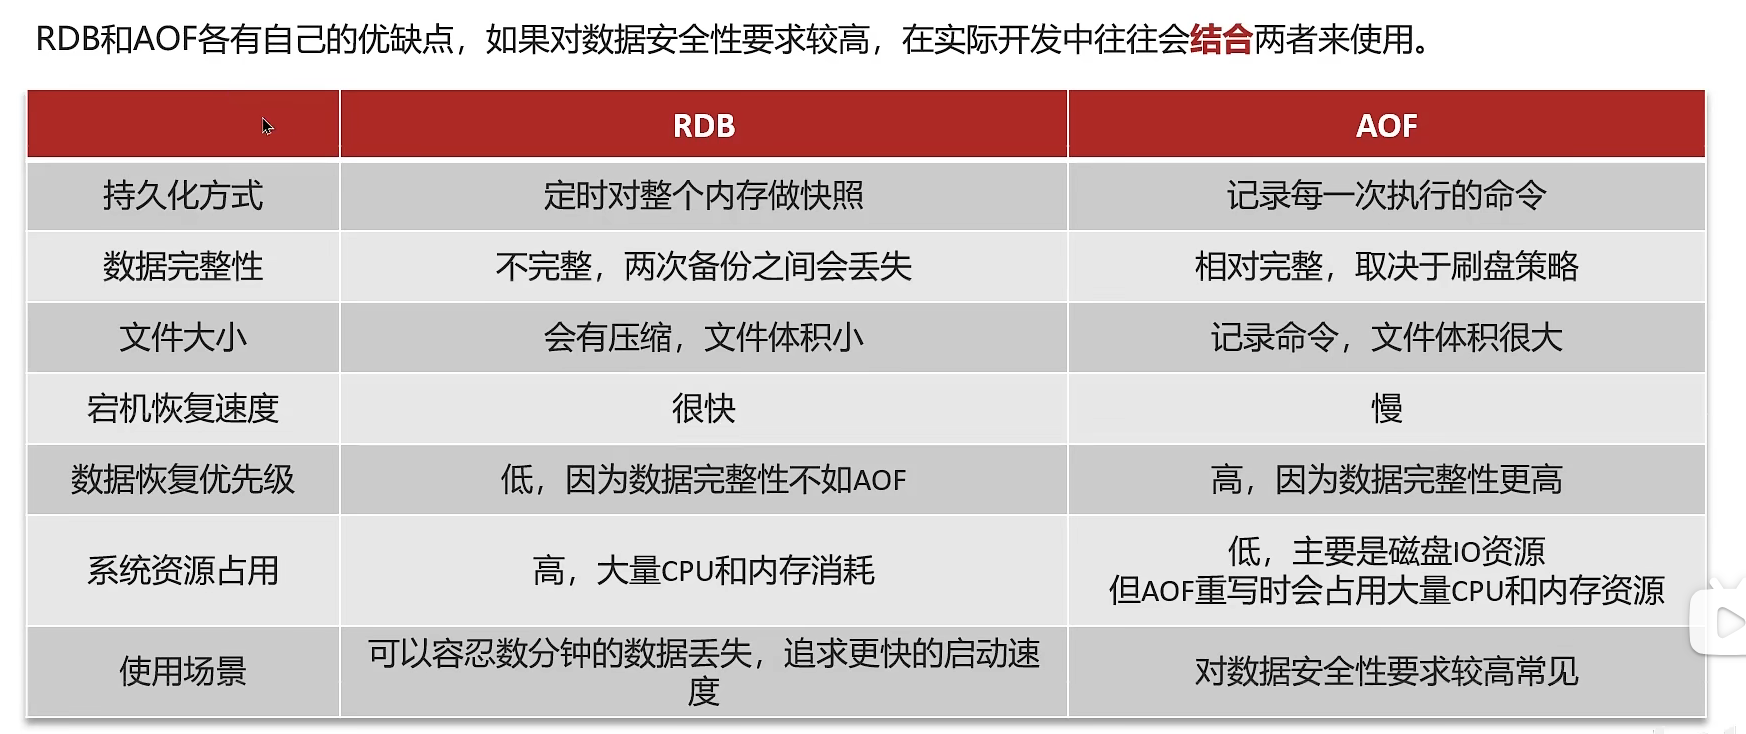 RDB和AOF各有自己的优缺点，如果对数据安全性要求较高，在实际开发中往往会结合两者来使用。
RDB AOF
持久化方式 定时对整个内存做快照 记录每一次执行的命令
数据完整性 不完整，两次备份之间会丢失 相对完整，取决于刷盘策略
文件大小 会有压缩，文件体积小 记录命令，文件体积很大
宕机恢复速度 很快 慢
数据恢复优先级 低，因为数据完整性不如AOF 高，因为数据完整性更高
系统资源占用 高，大量CPU和内存消耗 低，主要是磁盘IO资源
但AOF重写时会占用大量CPU和内存资源
使用场景 可以容忍数分钟的数据丢失，追求更快的启动速
度 对数据安全性要求较高常见